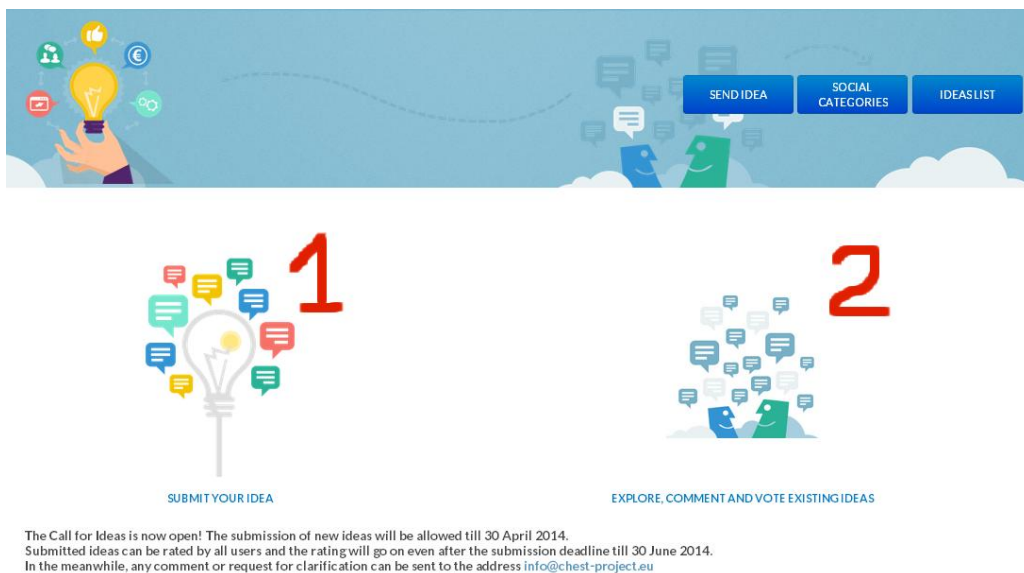 SEND IDEA
SOCIAL
CATEGORIES
IDEAS LIST
1
2
SUBMIT YOUR IDEA
EXPLORE, COMMENT AND VOTE EXISTING IDEAS
The Call for Ideas is now open! The submission of new ideas will be allowed till 30 April 2014.
Submitted ideas can be rated by all users and the rating will go on even after the submission deadline till 30 June 2014.
In the meanwhile, any comment or request for clarification can be sent to the address info@chest-project.eu